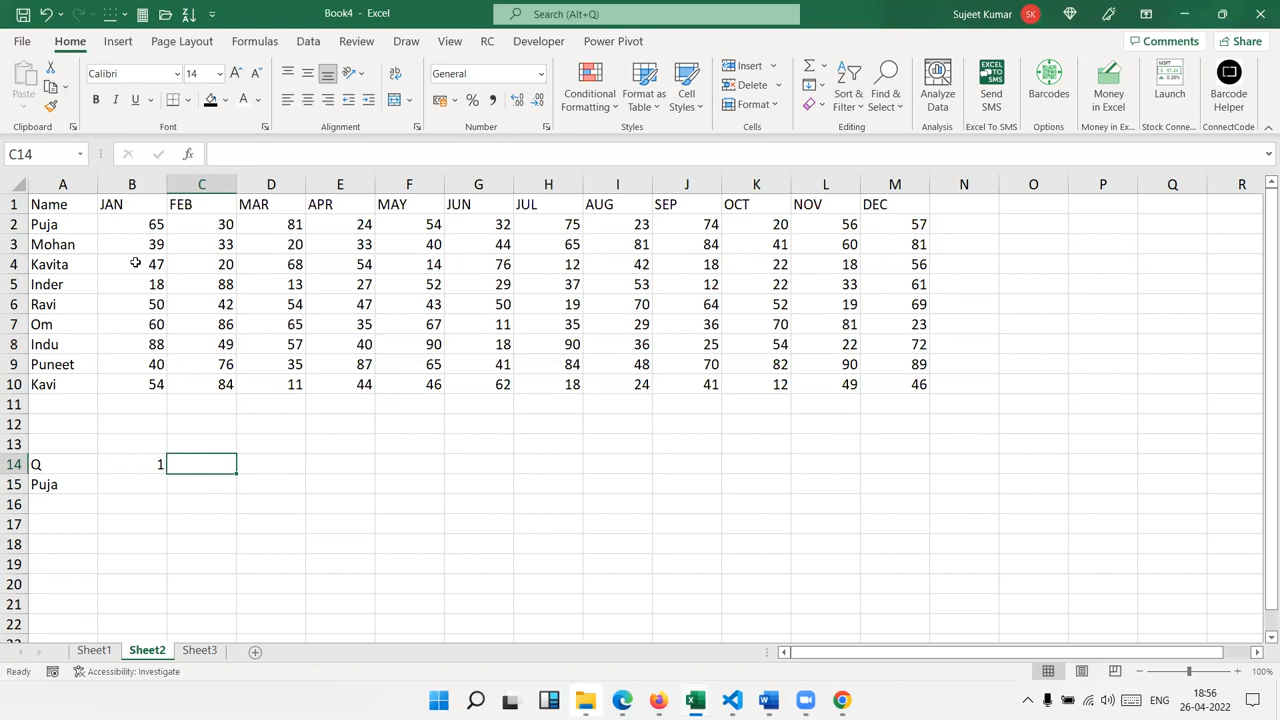 Book4 - Excel
Search (Alt+Q)
Sujeet Kumar
SK
File Home Insert Page Layout Formulas Data Review View Draw RC Developer Power Pivot
Comments Share
Paste
Calibri 14
General
Conditional Formatting
Format as Table
Cell Styles
Insert
Delete
Format
Sort & Filter
Find & Select
Analyze Data
Send SMS
Barcodes
Money in Excel
Launch
Barcode Helper
Clipboard Font Alignment Number Styles Cells Editing Analysis Excel To SMS Options Money in Ex... Stock Conne... ConnectCode
C14 fx
A B C D E F G H I J K L M N O P Q R
1 Name JAN FEB MAR APR MAY JUN JUL AUG SEP OCT NOV DEC
2 Puja 65 30 81 24 54 32 75 23 74 20 56 57
3 Mohan 39 33 20 33 40 44 65 81 84 41 60 81
4 Kavita 47 20 68 54 14 76 12 42 18 22 18 56
5 Inder 18 88 13 27 52 29 37 53 12 22 33 61
6 Ravi 50 42 54 47 43 50 19 70 64 52 19 69
7 Om 60 86 65 35 67 11 35 29 36 70 81 23
8 Indu 88 49 57 40 90 18 90 36 25 54 22 72
9 Puneet 40 76 35 87 65 41 84 48 70 82 90 89
10 Kavi 54 84 11 44 46 62 18 24 41 12 49 46
11
12
13
14 Q 1
15 Puja
16
17
18
19
20
21
22
Sheet1 Sheet2 Sheet3
Ready Accessibility: Investigate 100%
ENG
18:56
26-04-2022